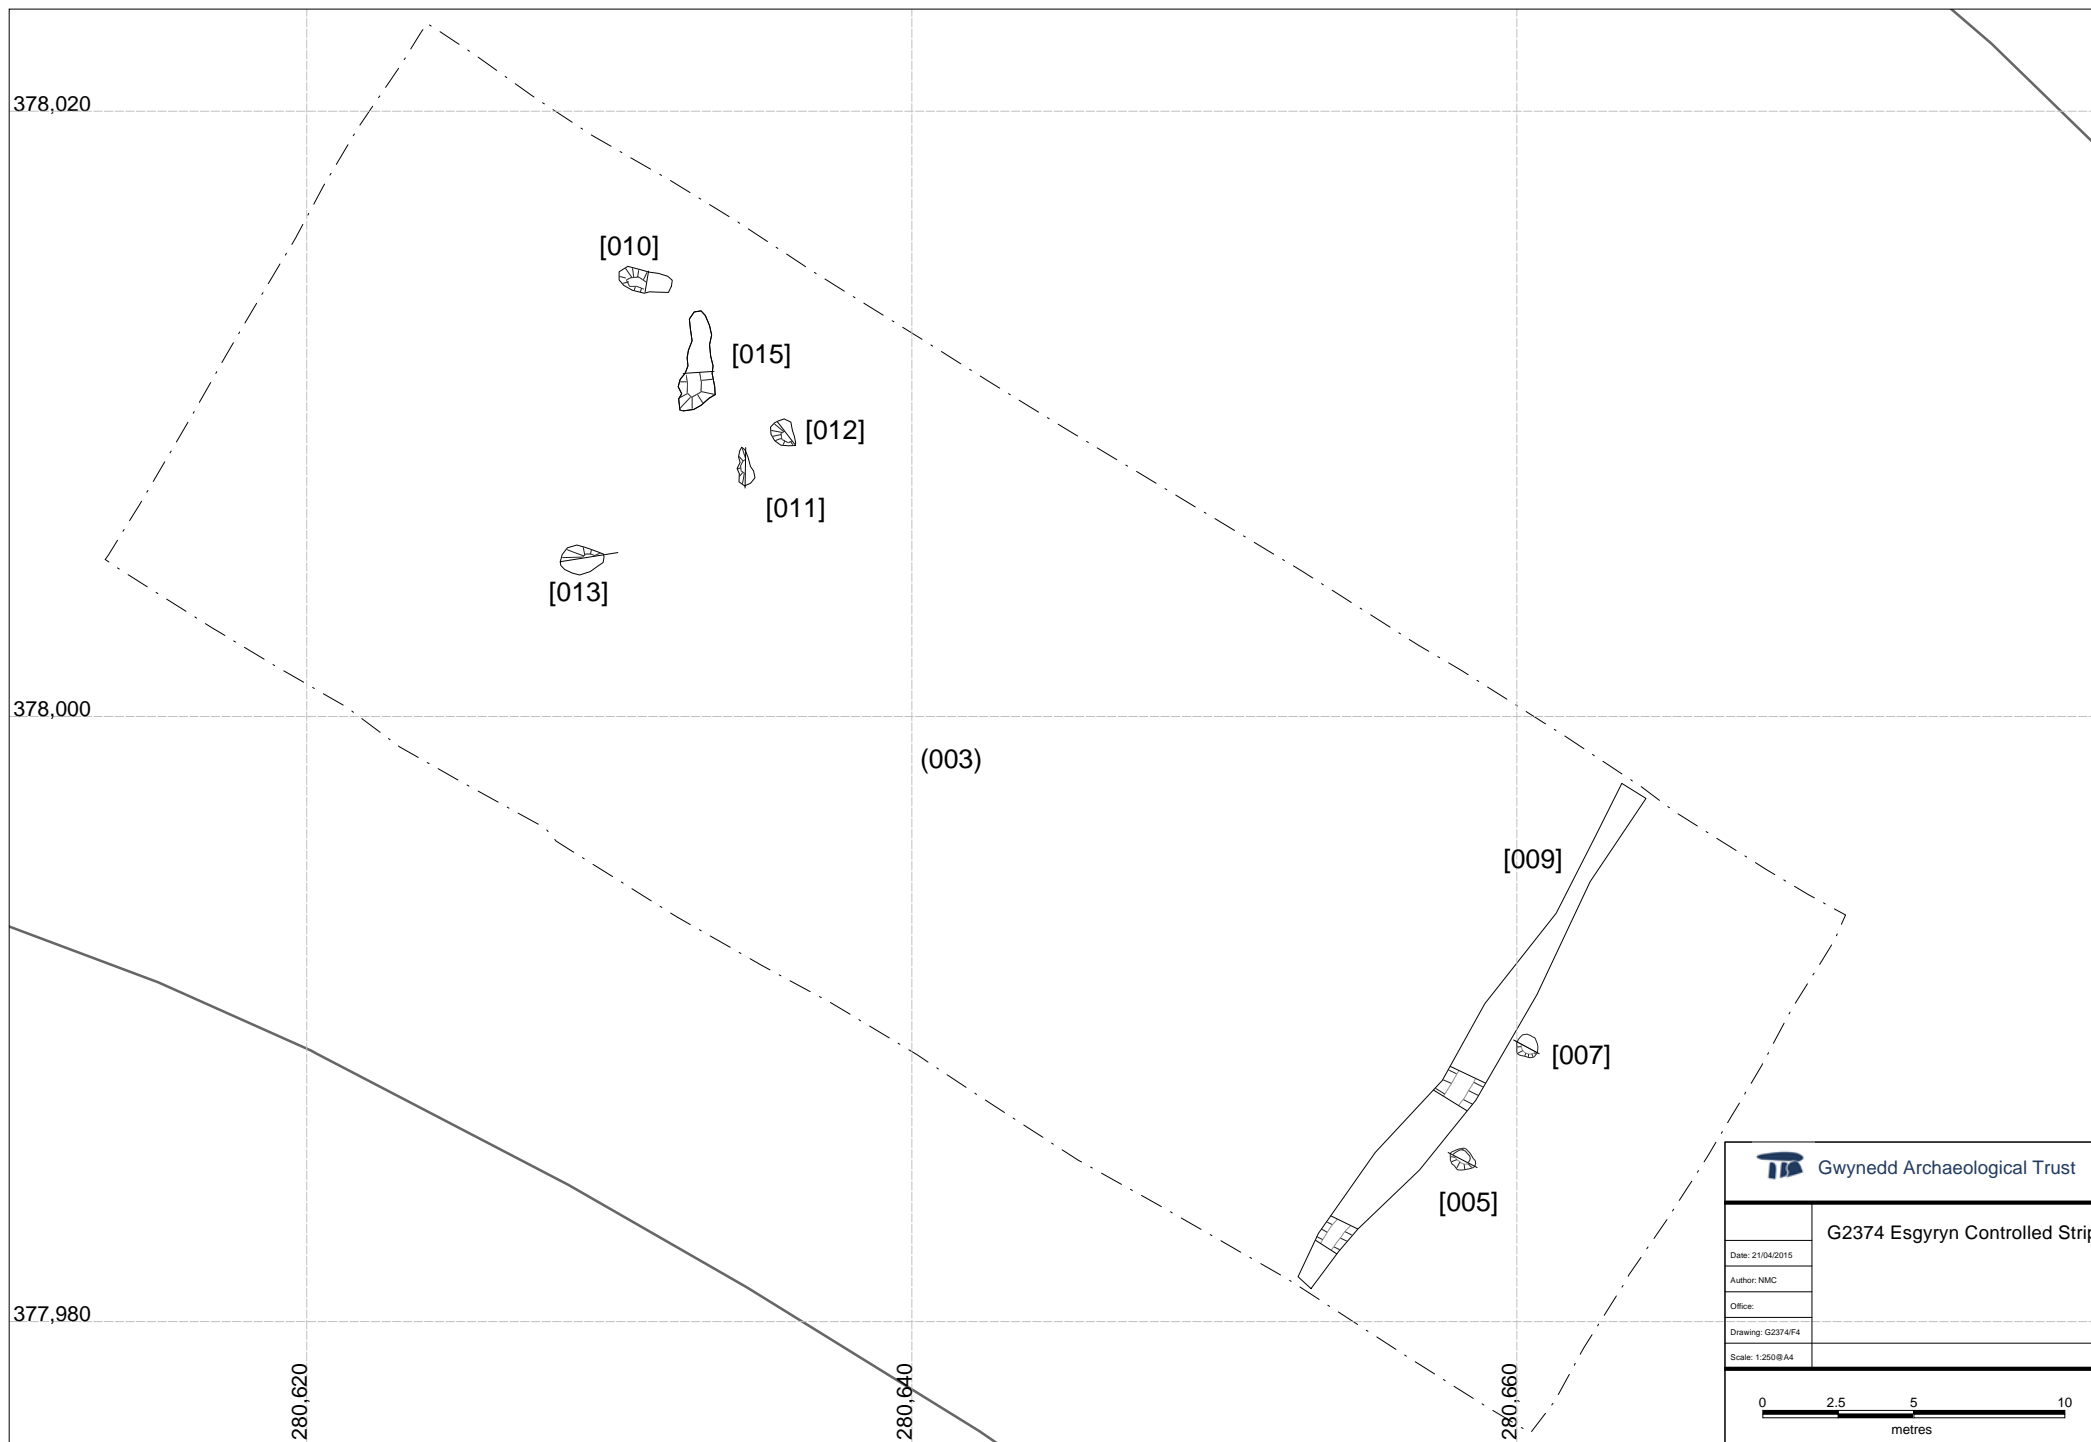 378,020
[010]
[015]
[012]
[011]
[013]
378,000
(003)
[009]
[007]
[005]
377,980
280,620
280,640
280,660
Gwynedd Archaeological Trust
G2374 Esgyryn Controlled Strip
Date: 21/04/2015
Author: NMC
Office:
Drawing: G2374/F4
Scale: 1:250@A4
0 2.5 5 10
metres